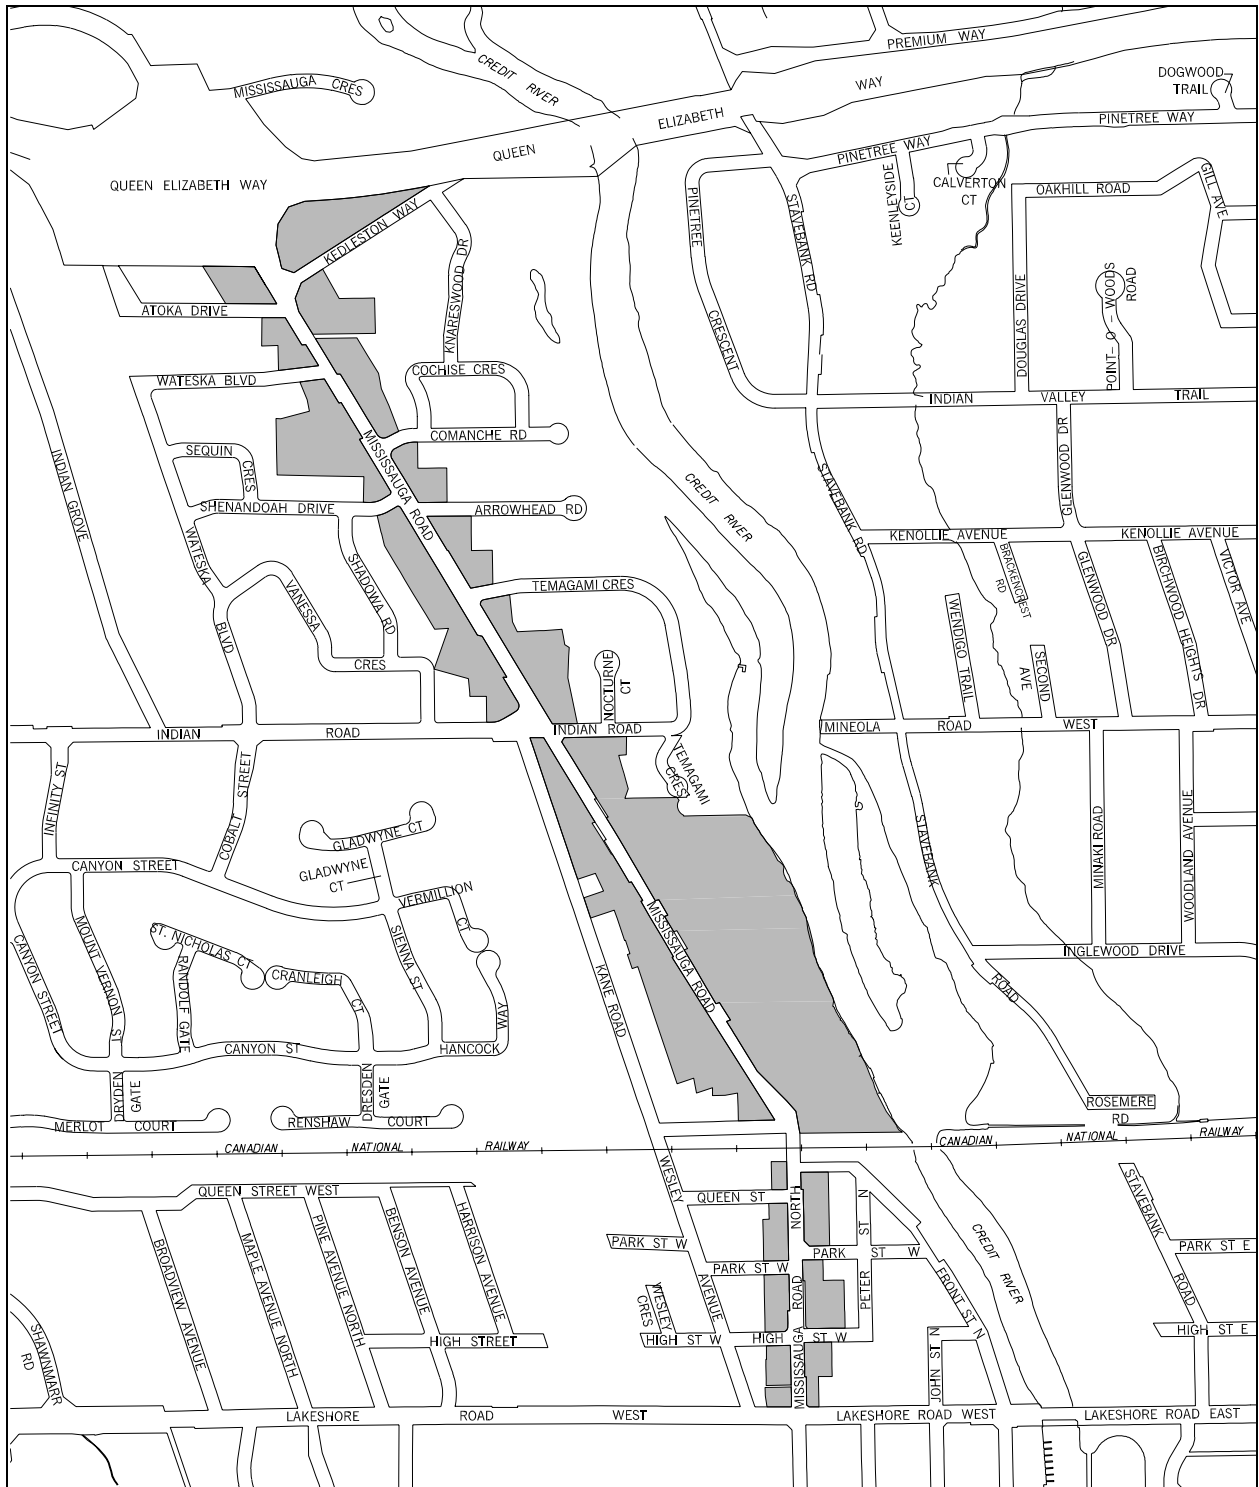 PREMIUM WAY
CREDIT RIVER
WAY
DOGWOOD
TRAIL
MISSISSAUGA CRES
ELIZABETH
PINETREE WAY
QUEEN
PINETREE WAY
QUEEN ELIZABETH WAY
KEENLEYSIDE
CT
CALVERTON
CT
OAKHILL ROAD
GILL AVE
KEDLESTON WAY
PINETREE
CRESCENT
STAVEBANK RD
KNARESWOOD DR
DOUGLAS DRIVE
POINT- O - WOODS
ROAD
ATOKA DRIVE
COCHISE CRES
WATESKA BLVD
INDIAN
VALLEY
TRAIL
MISSISSAUGA ROAD
COMANCHE RD
GLENWOOD DR
SEQUIN
CRES
INDIAN GROVE
SHENANDOAH DRIVE
ARROWHEAD RD
CREDIT RIVER
STAVEBANK RD
KENOLLIE AVENUE
KENOLLIE AVENUE
WATESKA
BLVD
VANESSA
CRES
SHADOWA RD
TEMAGAMI CRES
BRACKENCREST
RD
GLENWOOD DR
BIRCHWOOD HEIGHTS DR
VICTOR AVE
WENDIGO TRAIL
SECOND
AVE
NOCTURNE
CT
INDIAN
ROAD
INDIAN ROAD
MINEOLA
ROAD
WEST
TEMAGAMI
CRES
INFINITY ST
COBALT STREET
GLADWYNE CT
CANYON STREET
GLADWYNE
CT
VERMILLION
CT
STAVEBANK
ROAD
MINAKI ROAD
WOODLAND AVENUE
MISSISSAUGA ROAD
CANYON STREET
MOUNT VERNON ST
ST. NICHOLAS CT
RANDOLF GATE
CRANLEIGH
CT
SIENNA ST
KANE ROAD
INGLEWOOD DRIVE
CANYON ST
HANCOCK
WAY
DRYDEN
GATE
DRESDEN
GATE
MERLOT
COURT
RENSHAW
COURT
ROSEMERE
RD
CANADIAN
NATIONAL
RAILWAY
CANADIAN
NATIONAL
RAILWAY
QUEEN STREET WEST
WESLEY
AVENUE
QUEEN ST
MISSISSAUGA ROAD
NORTH
PETER
ST
N
STAVEBANK
ROAD
BROADVIEW AVENUE
MAPLE AVENUE NORTH
PINE AVENUE NORTH
BENSON AVENUE
HARRISON AVENUE
PARK ST W
PARK
ST
W
PARK ST W
CREDIT RIVER
PARK ST E
FRONT ST N
SHAWNMARR
RD
WESLEY
CRES
HIGH STREET
HIGH ST W
HIGH
ST W
JOHN ST N
HIGH ST E
LAKESHORE
ROAD
WEST
LAKESHORE ROAD WEST
LAKESHORE ROAD EAST